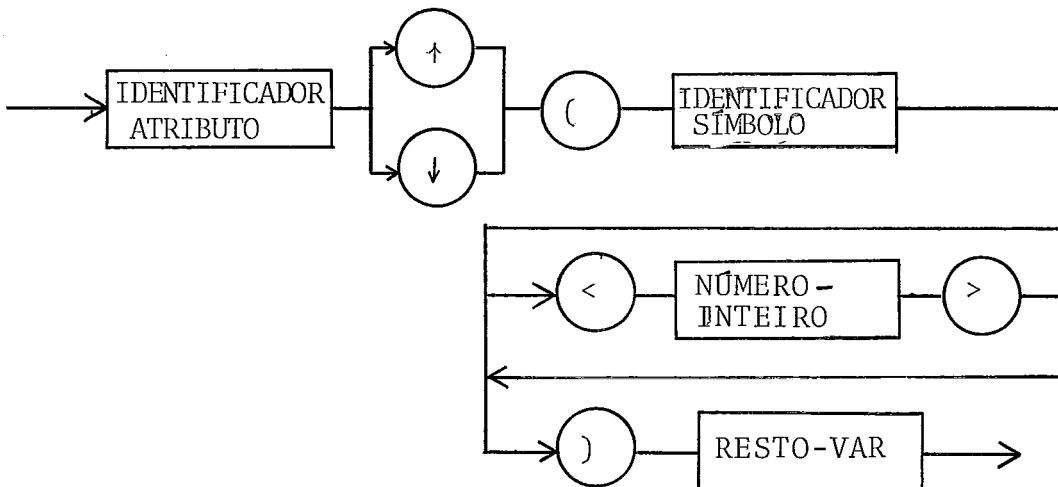 IDENTIFICADOR
ATRIBUTO
↑
↓
(
IDENTIFICADOR
SÍMBOLO
<
NÚMERO-
INTEIRO
>
)
RESTO-VAR